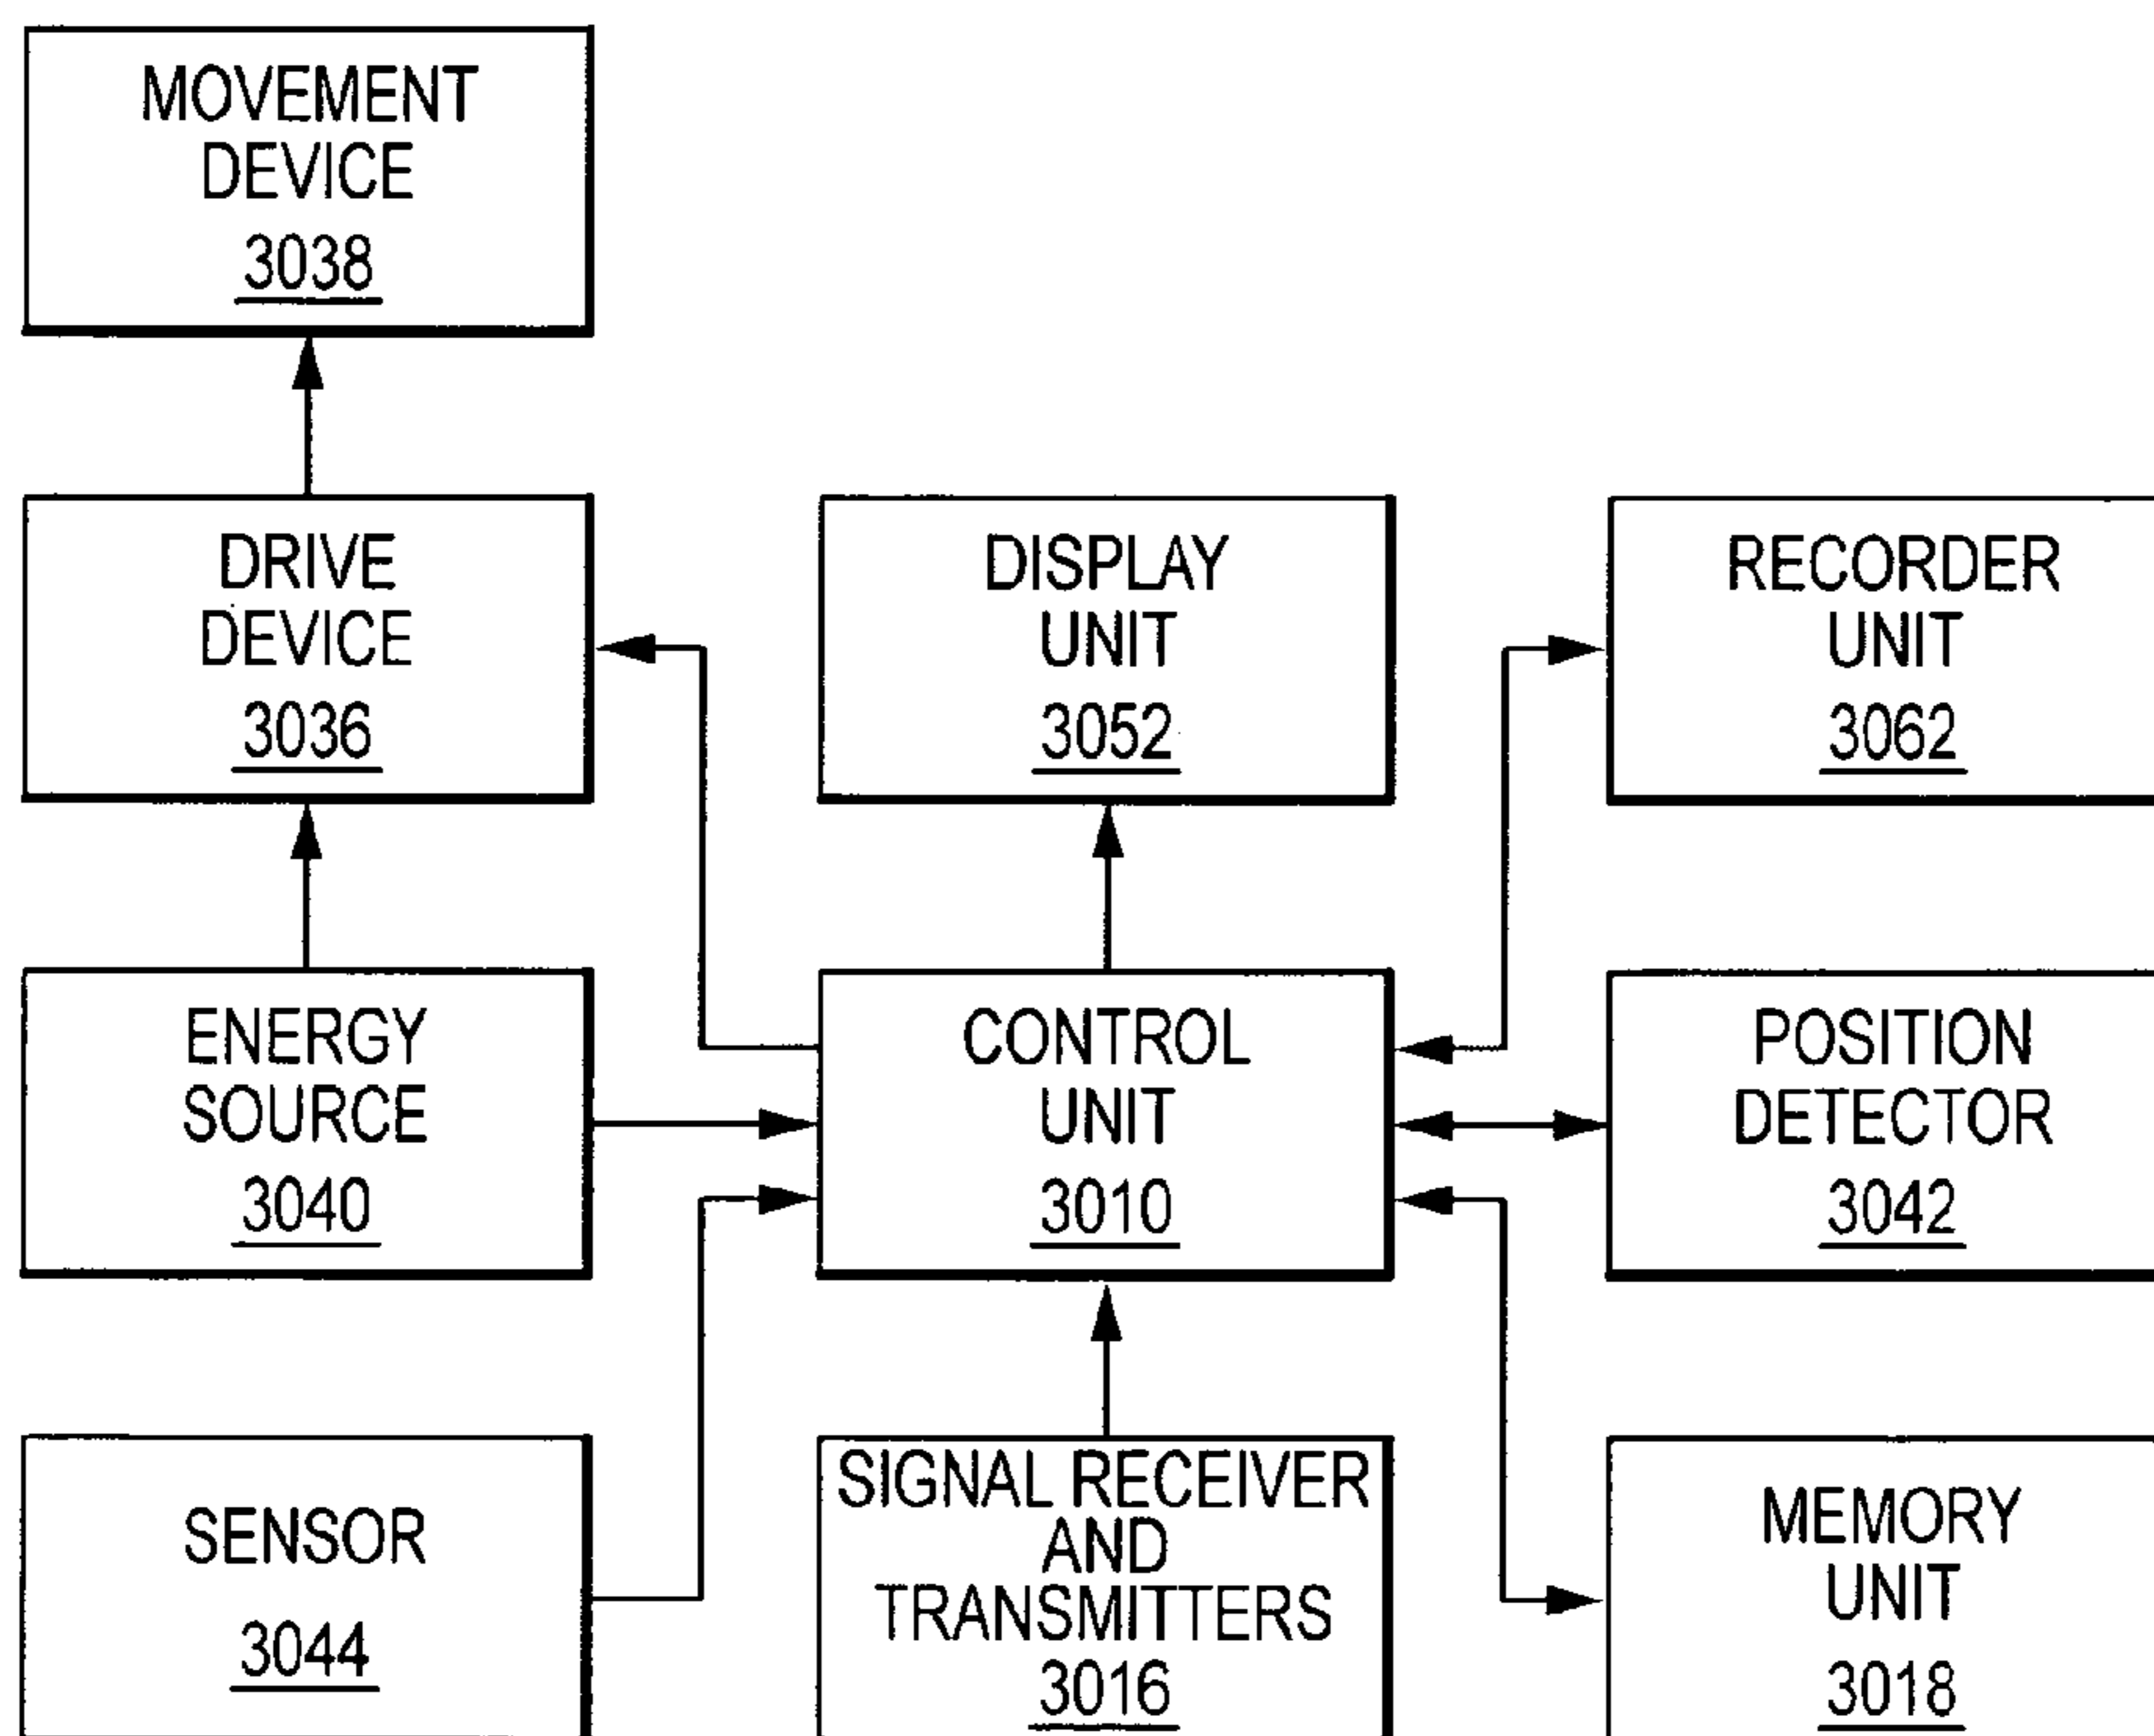 MOVEMENT
DEVICE
3038
DRIVE
DEVICE
3036
DISPLAY
UNIT
3052
RECORDER
UNIT
3062
ENERGY
SOURCE
3040
CONTROL
UNIT
3010
POSITION
DETECTOR
3042
SENSOR
3044
SIGNAL RECEIVER
AND
TRANSMITTERS
3016
MEMORY
UNIT
3018